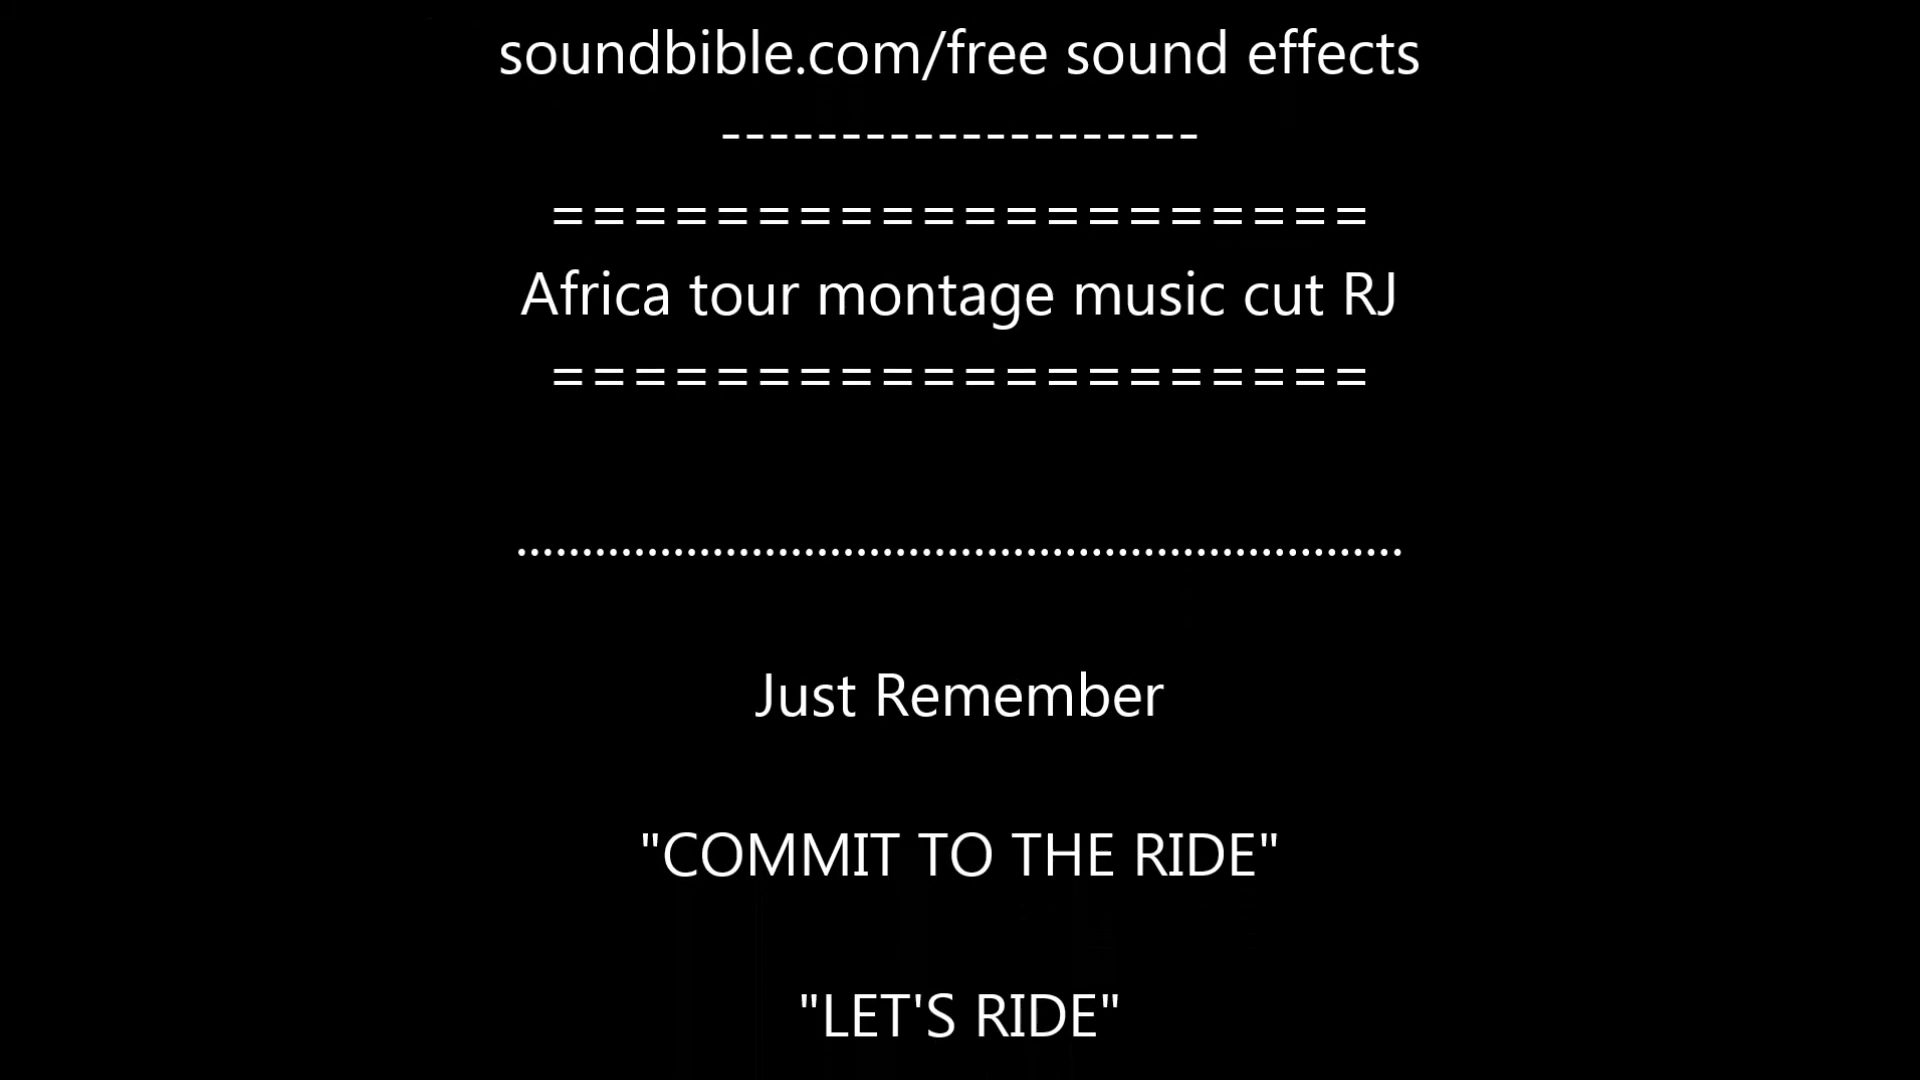 soundbible.com/free sound effects
--------------------
====================
Africa tour montage music cut RJ
====================
....................................................................
Just Remember
"COMMIT TO THE RIDE"
"LET'S RIDE"